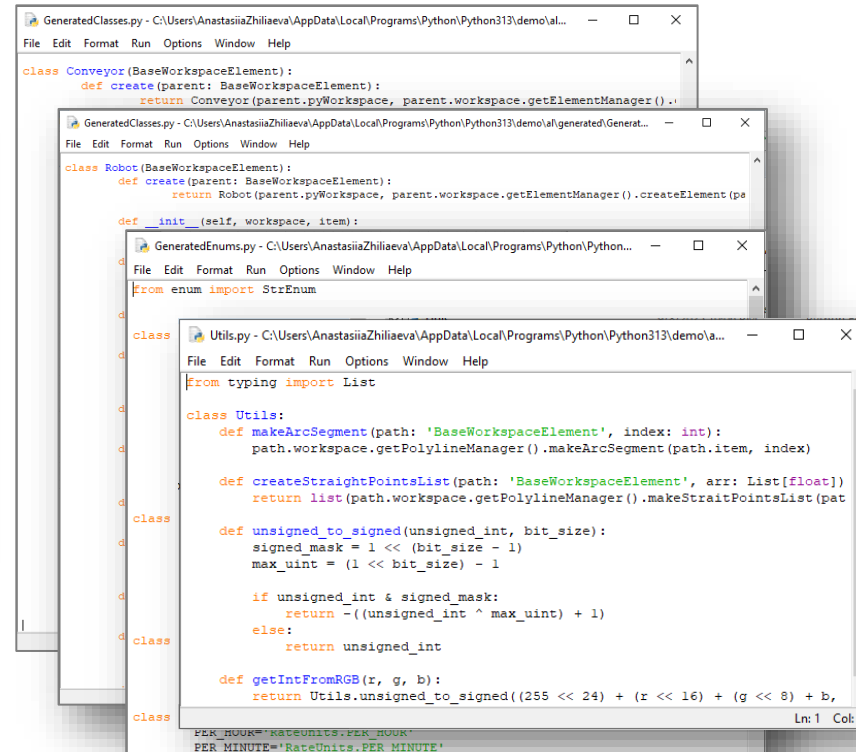 GeneratedClasses.py - C:\Users\AnastasiiaZhiliaeva\AppData\Local\Programs\Python\Python313\demo\al...
File Edit Format Run Options Window Help
class Conveyor(BaseWorkspaceElement):
def create(parent: BaseWorkspaceElement):
return Conveyor(parent.pyWorkspace, parent.workspace.getElementManager().
GeneratedClasses.py - C:\Users\AnastasiiaZhiliaeva\AppData\Local\Programs\Python\Python313\demo\al\generated\Generat...
File Edit Format Run Options Window Help
class Robot(BaseWorkspaceElement):
def create(parent: BaseWorkspaceElement):
return Robot(parent.pyWorkspace, parent.workspace.getElementManager().createElement(pa
def __init__(self, workspace, item):
GeneratedEnums.py - C:\Users\AnastasiiaZhiliaeva\AppData\Local\Programs\Python\Python...
File Edit Format Run Options Window Help
from enum import StrEnum
class
class
class
class
PER_HOUR='RateUnits.PER_HOUR'
PER_MINUTE='RateUnits.PER_MINUTE'
Utils.py - C:\Users\AnastasiiaZhiliaeva\AppData\Local\Programs\Python\Python313\demo\a...
File Edit Format Run Options Window Help
from typing import List
class Utils:
def makeArcSegment(path: 'BaseWorkspaceElement', index: int):
path.workspace.getPolylineManager().makeArcSegment(path.item, index)
def createStraightPointsList(path: 'BaseWorkspaceElement', arr: List[float])
return list(path.workspace.getPolylineManager().makeStraitPointsList(pat
def unsigned_to_signed(unsigned_int, bit_size):
signed_mask = 1 << (bit_size - 1)
max_uint = (1 << bit_size) - 1
if unsigned_int & signed_mask:
return -((unsigned_int ^ max_uint) + 1)
else:
return unsigned_int
def getIntFromRGB(r, g, b):
return Utils.unsigned_to_signed((255 << 24) + (r << 16) + (g << 8) + b,
Ln: 1 Col: